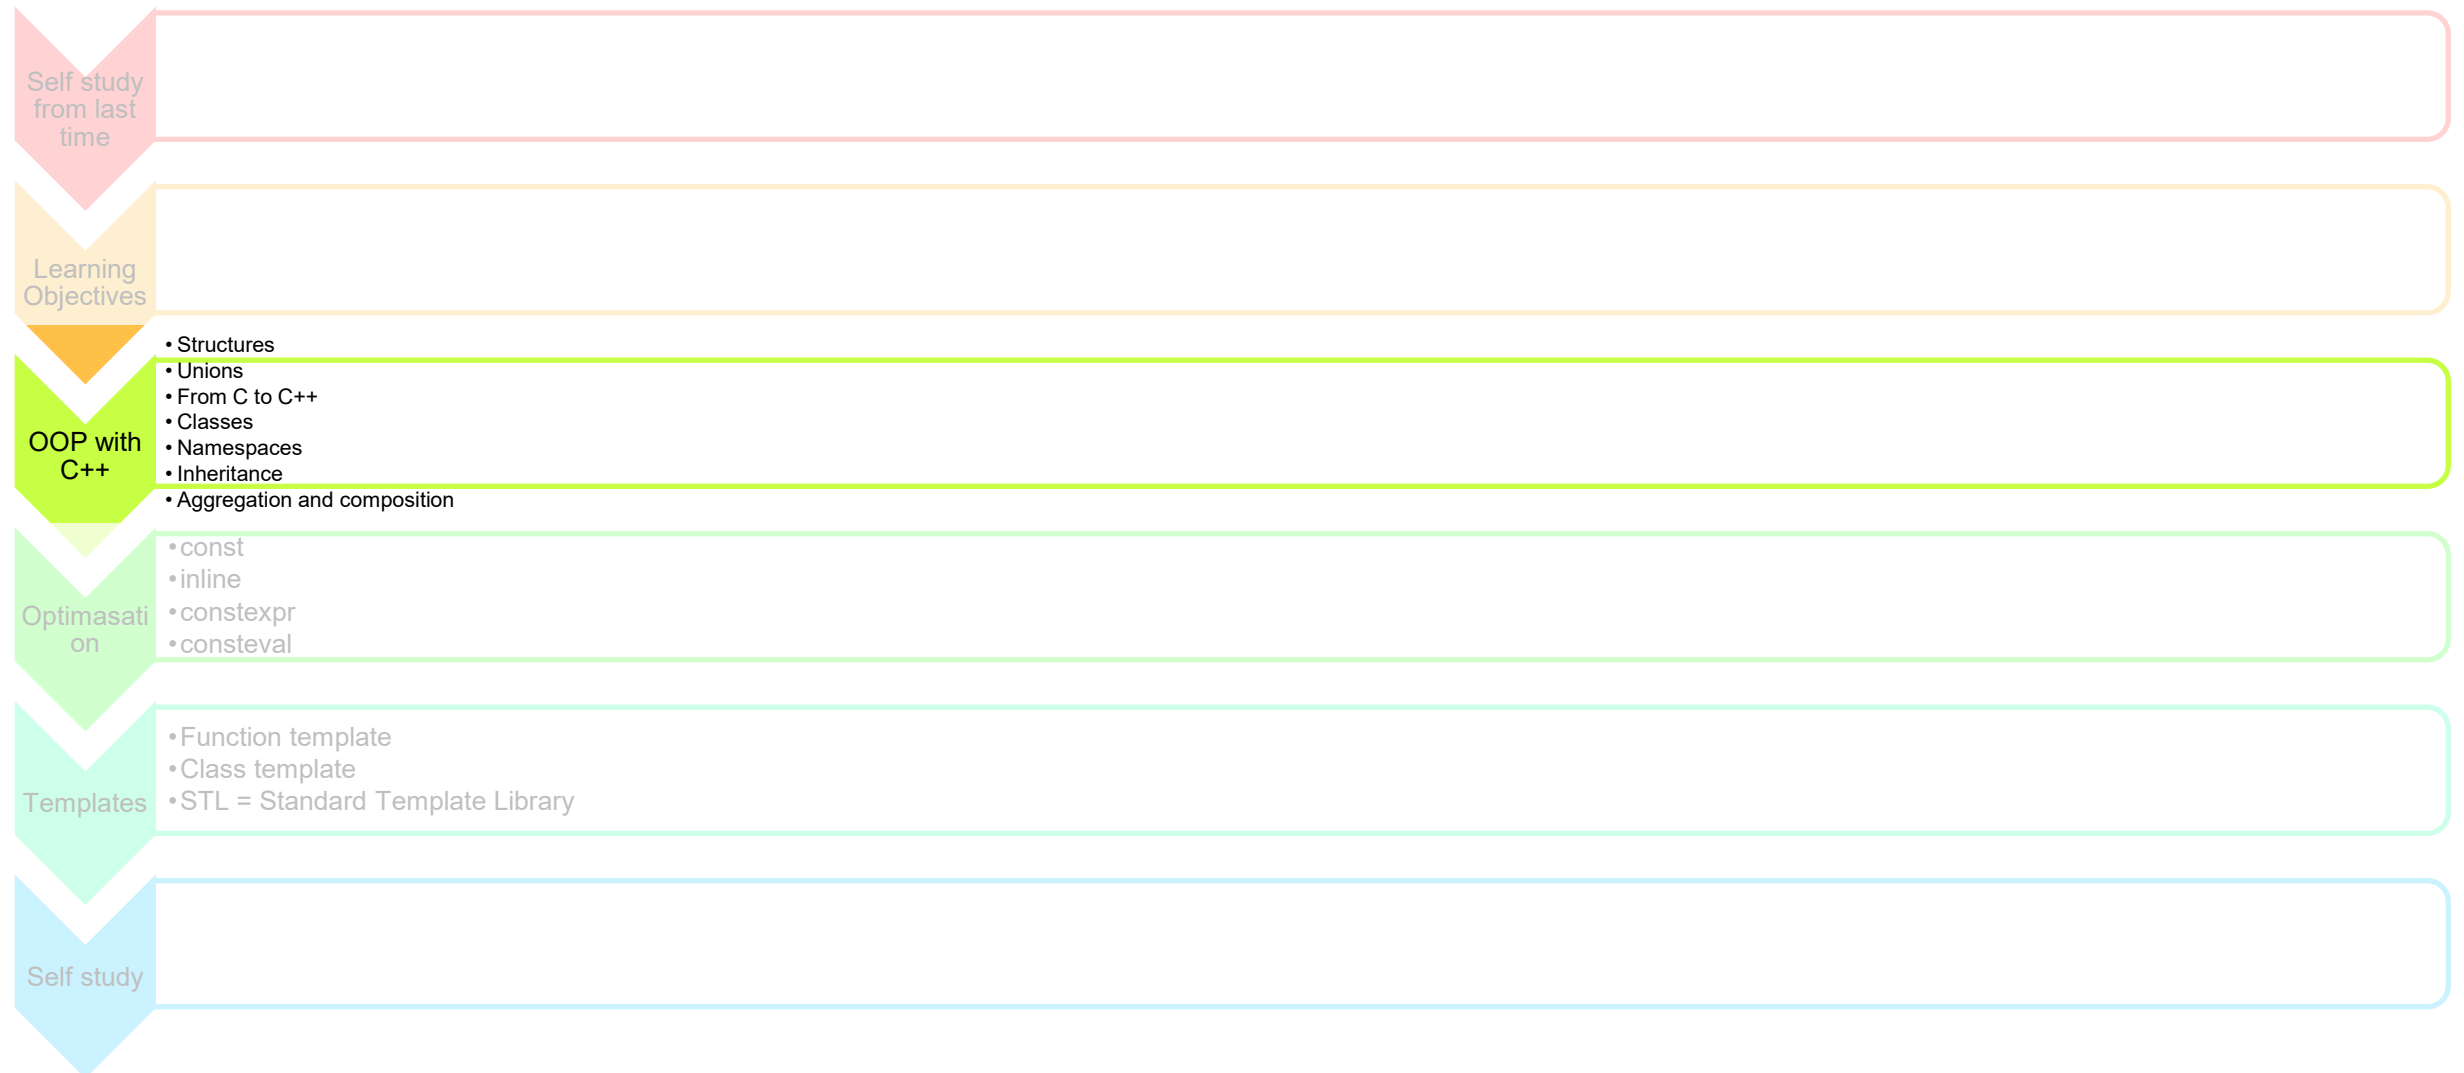 Self study
from last
time
Learning
Objectives
• Structures
• Unions
• From C to C++
• Classes
• Namespaces
• Inheritance
• Aggregation and composition
OOP with
C++
•const
•inline
•constexpr
•consteval
Optimasati
on
•Function template
•Class template
•STL = Standard Template Library
Templates
Self study